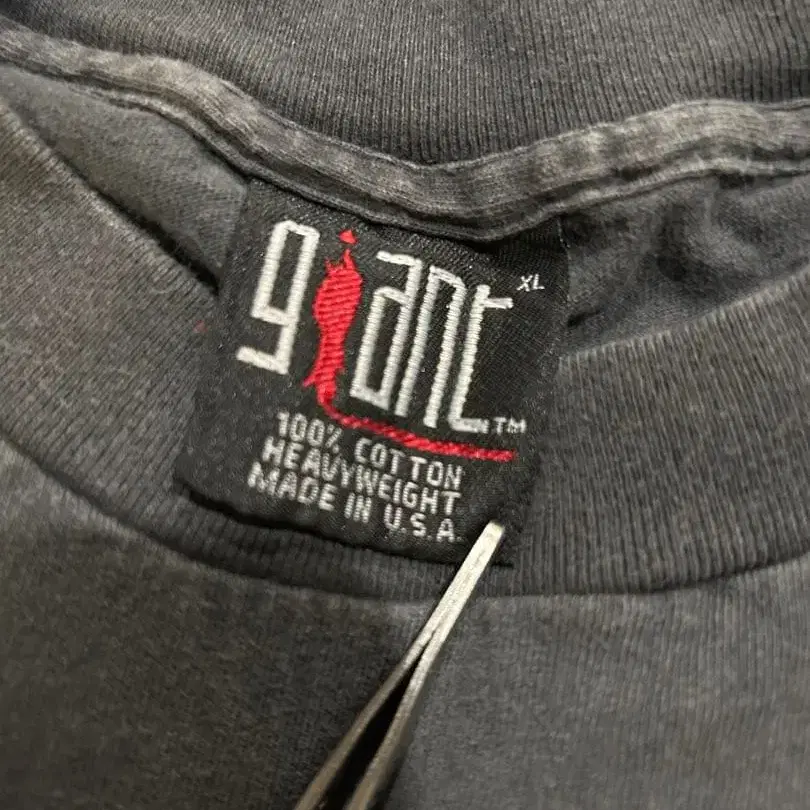 giant XL
™
100% COTTON
HEAVYWEIGHT
MADE IN U.S.A.